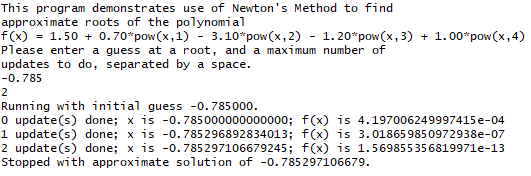 This program demonstrates use of Newton's Method to find
approximate roots of the polynomial
f(x) = 1.50 + 0.70*pow(x,1) - 3.10*pow(x,2) - 1.20*pow(x,3) + 1.00*pow(x,4)
Please enter a guess at a root, and a maximum number of
updates to do, separated by a space.
-0.785
2
Running with initial guess -0.785000.
0 update(s) done; x is -0.785000000000000; f(x) is 4.197006249997415e-04
1 update(s) done; x is -0.785296892834013; f(x) is 3.018659850972938e-07
2 update(s) done; x is -0.785297106679245; f(x) is 1.569855356819971e-13
Stopped with approximate solution of -0.785297106679.